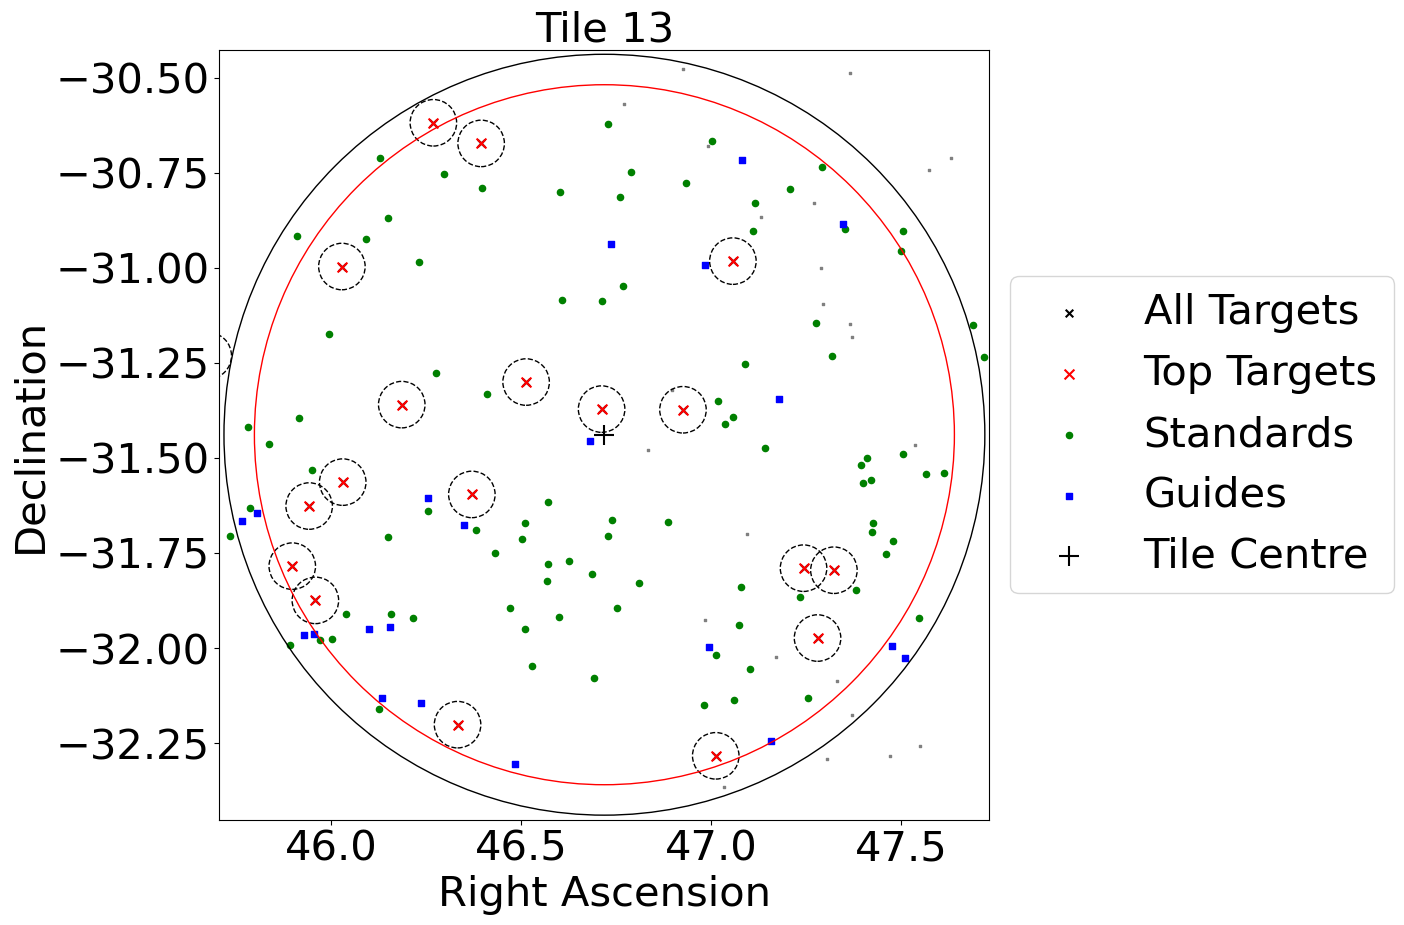 Tile 13
−30.50
−30.75
−31.00
−31.25
−31.50
−31.75
−32.00
−32.25
Declination
46.0 46.5 47.0 47.5
Right Ascension
All Targets
Top Targets
Standards
Guides
Tile Centre